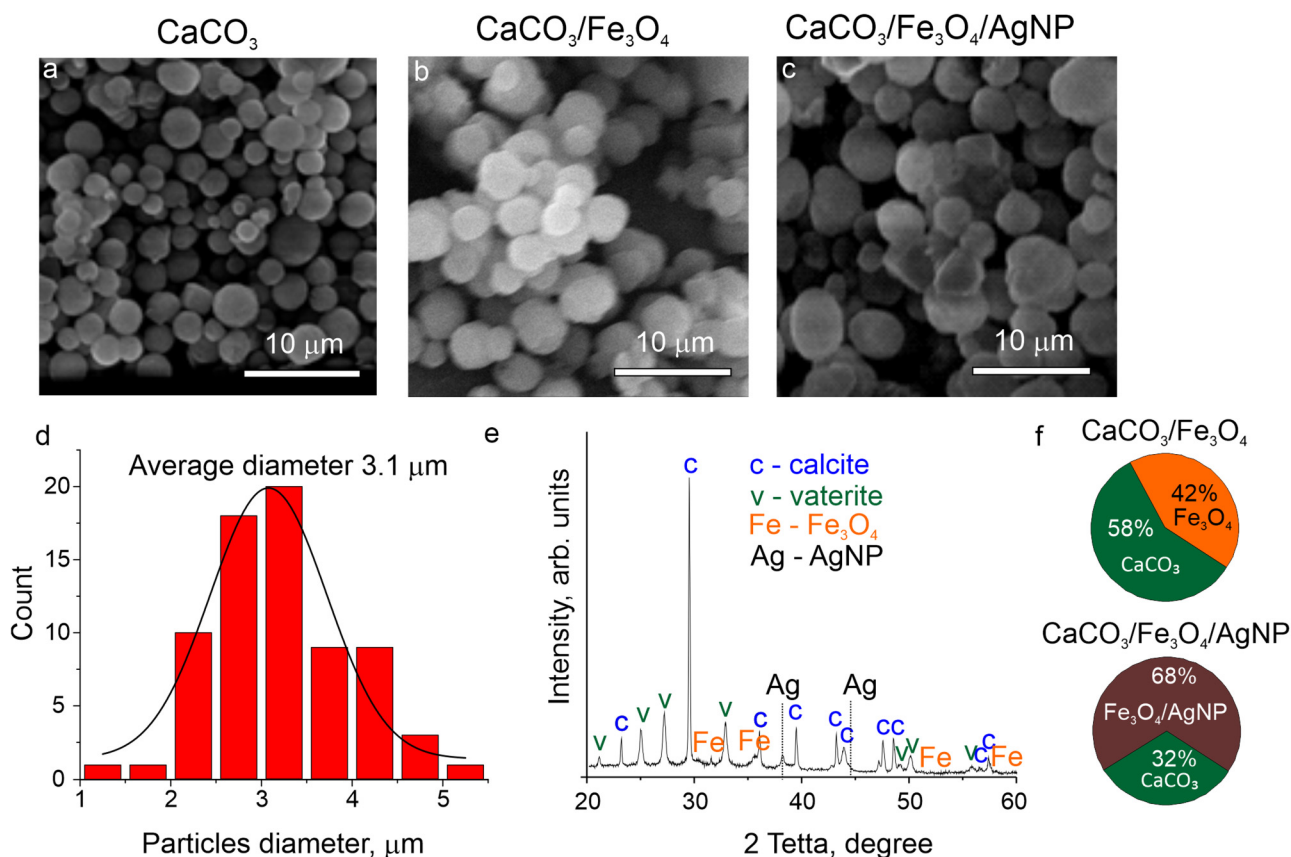 CaCO₃
CaCO₃/Fe₃O₄
CaCO₃/Fe₃O₄/AgNP
a
b
c
10 μm
10 μm
10 μm
d
Average diameter 3.1 μm
Count
20
15
10
5
0
1
2
3
4
5
Particles diameter, μm
e
c - calcite
v - vaterite
Fe - Fe₃O₄
Ag - AgNP
Intensity, arb. units
v
c
v
v
c
Fe
v
Fe
c
Ag
c
c
c
Ag
c
c
v
v
Fe
v
c
c
Fe
20
30
40
50
60
2 Tetta, degree
f
CaCO₃/Fe₃O₄
42%
Fe₃O₄
58%
CaCO₃
CaCO₃/Fe₃O₄/AgNP
68%
Fe₃O₄/AgNP
32%
CaCO₃